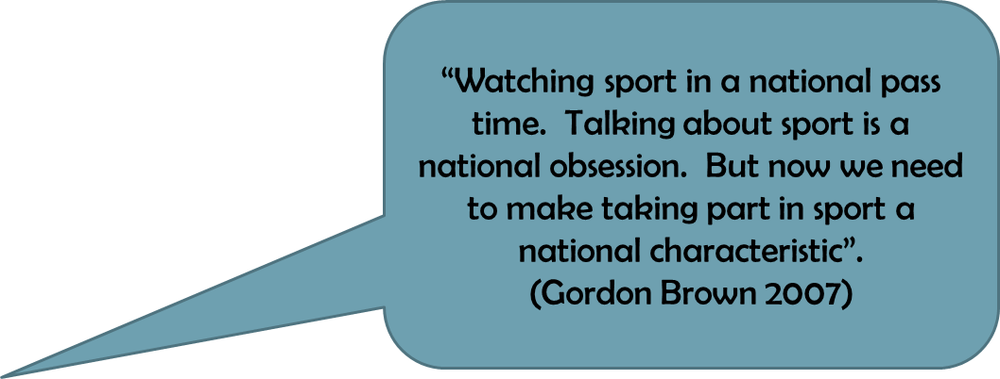 “Watching sport in a national pass
time.  Talking about sport is a
national obsession.  But now we need
to make taking part in sport a
national characteristic”.
(Gordon Brown 2007)